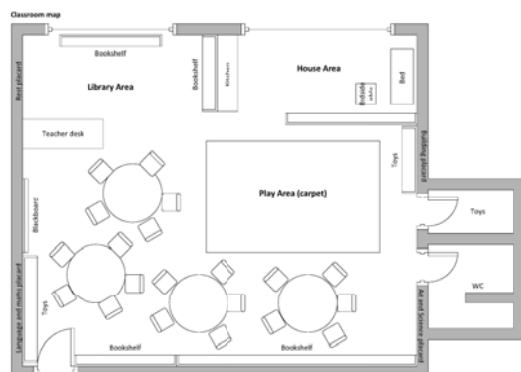 Classroom map
Bookshelf
Rest placard
Library Area
Bookshelf
Kitchen
House Area
Bedside
table
Bed
Teacher desk
Toys
Building placard
Play Area (carpet)
Blackboard
Toys
Language and maths placard
Toys
WC
Art and Science placard
Bookshelf
Bookshelf